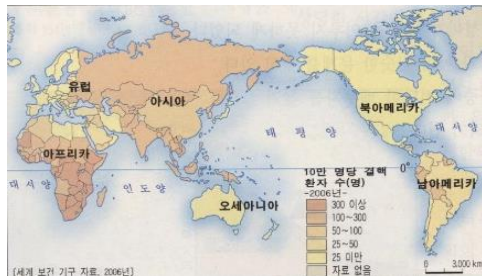 유럽
아시아
북아메리카
아프리카
태 평 양
대 서 양
대 서 양
인 도 양
0°
남아메리카
오세아니아
10만 명당 결핵
환자 수(명)
-2006년-
300 이상
100~300
50~100
25~50
25 미만
자료 없음
0 3,000 km
(세계 보건 기구 자료, 2006년)